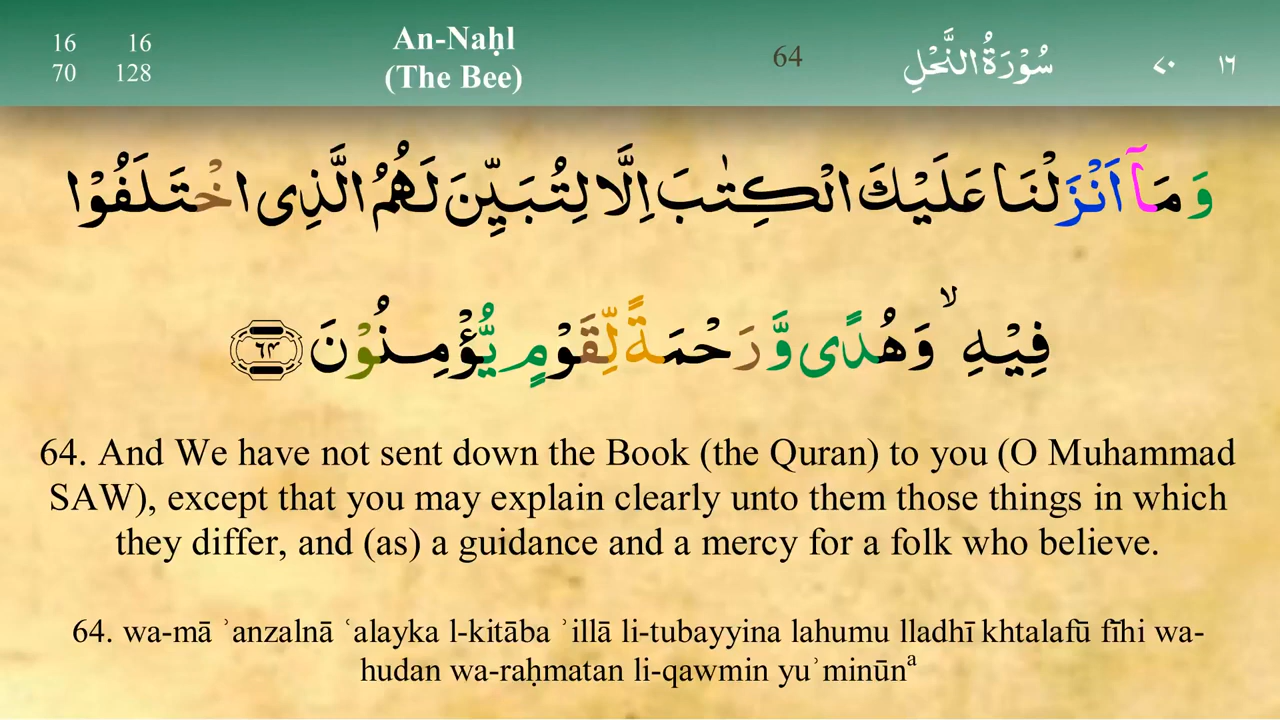 16 16
70 128
An-Naḥl
(The Bee)
64
سُوْرَةُ النَّحْلِ
٧٠ ١٦
وَمَآ اَنْزَلْنَا عَلَيْكَ الْكِتٰبَ اِلَّا لِتُبَيِّنَ لَهُمُ الَّذِى اخْتَلَفُوْا
فِيْهِ ۙ وَهُدًى وَّرَحْمَةً لِّقَوْمٍ يُّؤْمِنُوْنَ ٦٤
64. And We have not sent down the Book (the Quran) to you (O Muhammad
SAW), except that you may explain clearly unto them those things in which
they differ, and (as) a guidance and a mercy for a folk who believe.
64. wa-mā ʾanzalnā ʿalayka l-kitāba ʾillā li-tubayyina lahumu lladhī khtalafū fīhi wa-
hudan wa-raḥmatan li-qawmin yuʾminūnᵃ